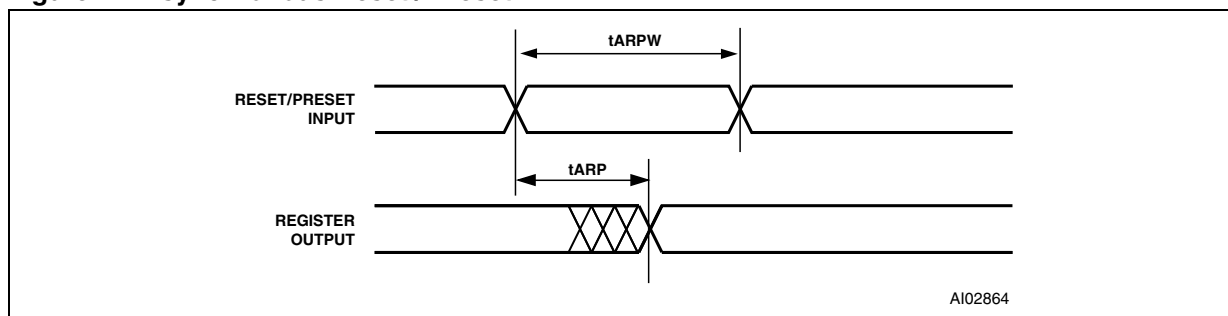 tARPW
RESET/PRESET
INPUT
tARP
REGISTER
OUTPUT
AI02864